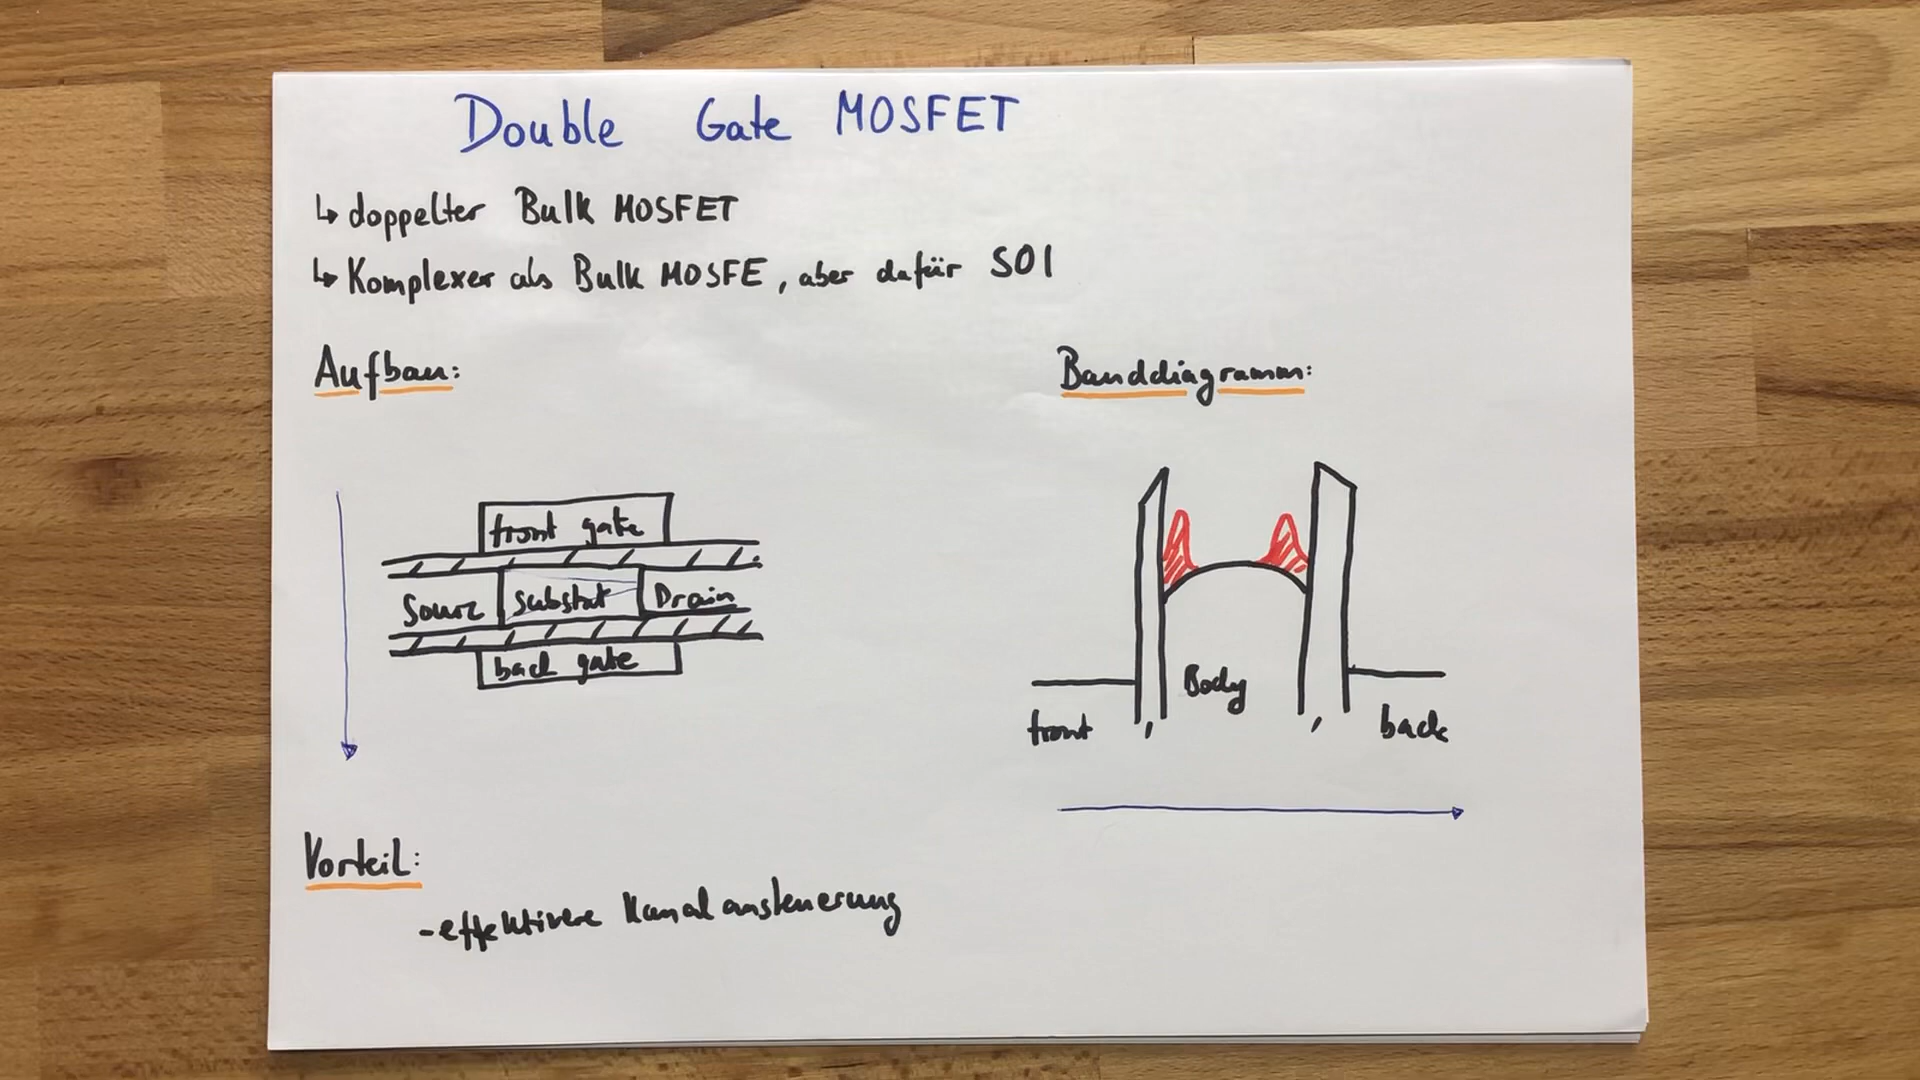 Double Gate MOSFET
↳ doppelter Bulk MOSFET
↳ Komplexer als Bulk MOSFE, aber dafür SOI
Aufbau:
Banddiagramm:
front gate
Sourc Substrat Drain
back gate
Body
front
back
Vorteil:
- effektivere Kanalansteuerung